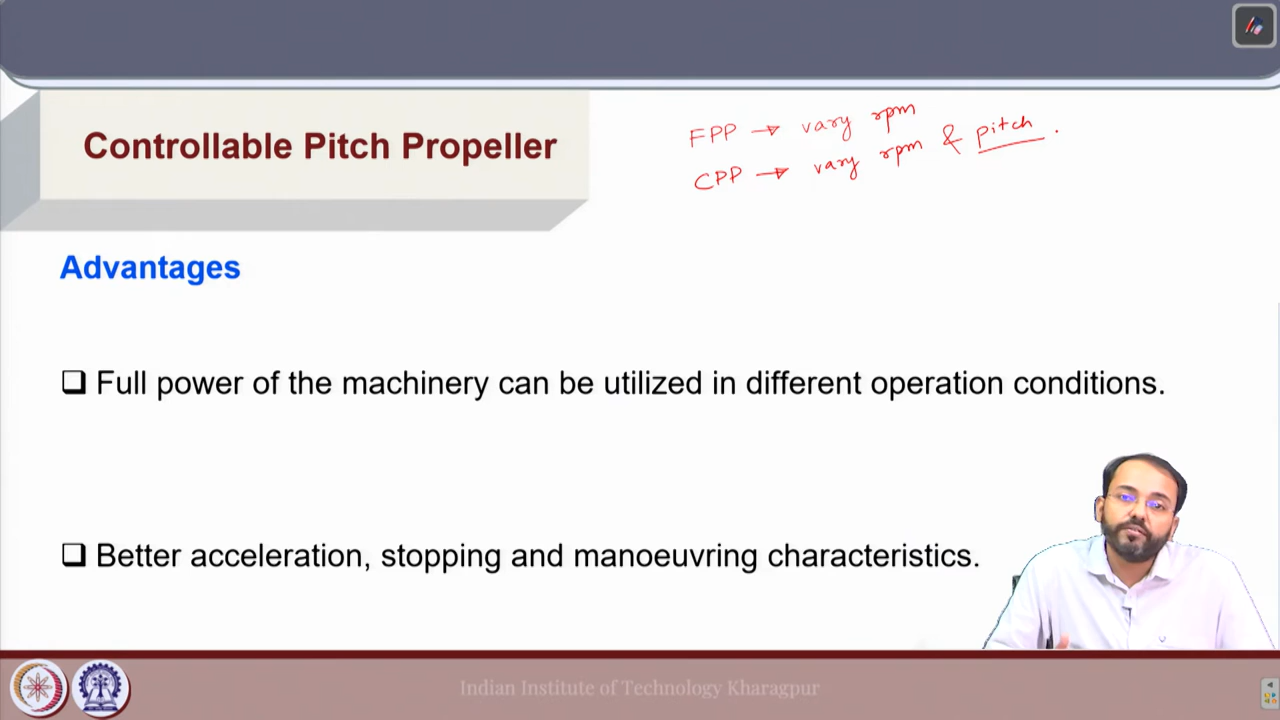 Controllable Pitch Propeller
FPP → vary rpm
CPP → vary rpm & pitch.
Advantages
❑ Full power of the machinery can be utilized in different operation conditions.
❑ Better acceleration, stopping and manoeuvring characteristics.
Indian Institute of Technology Kharagpur